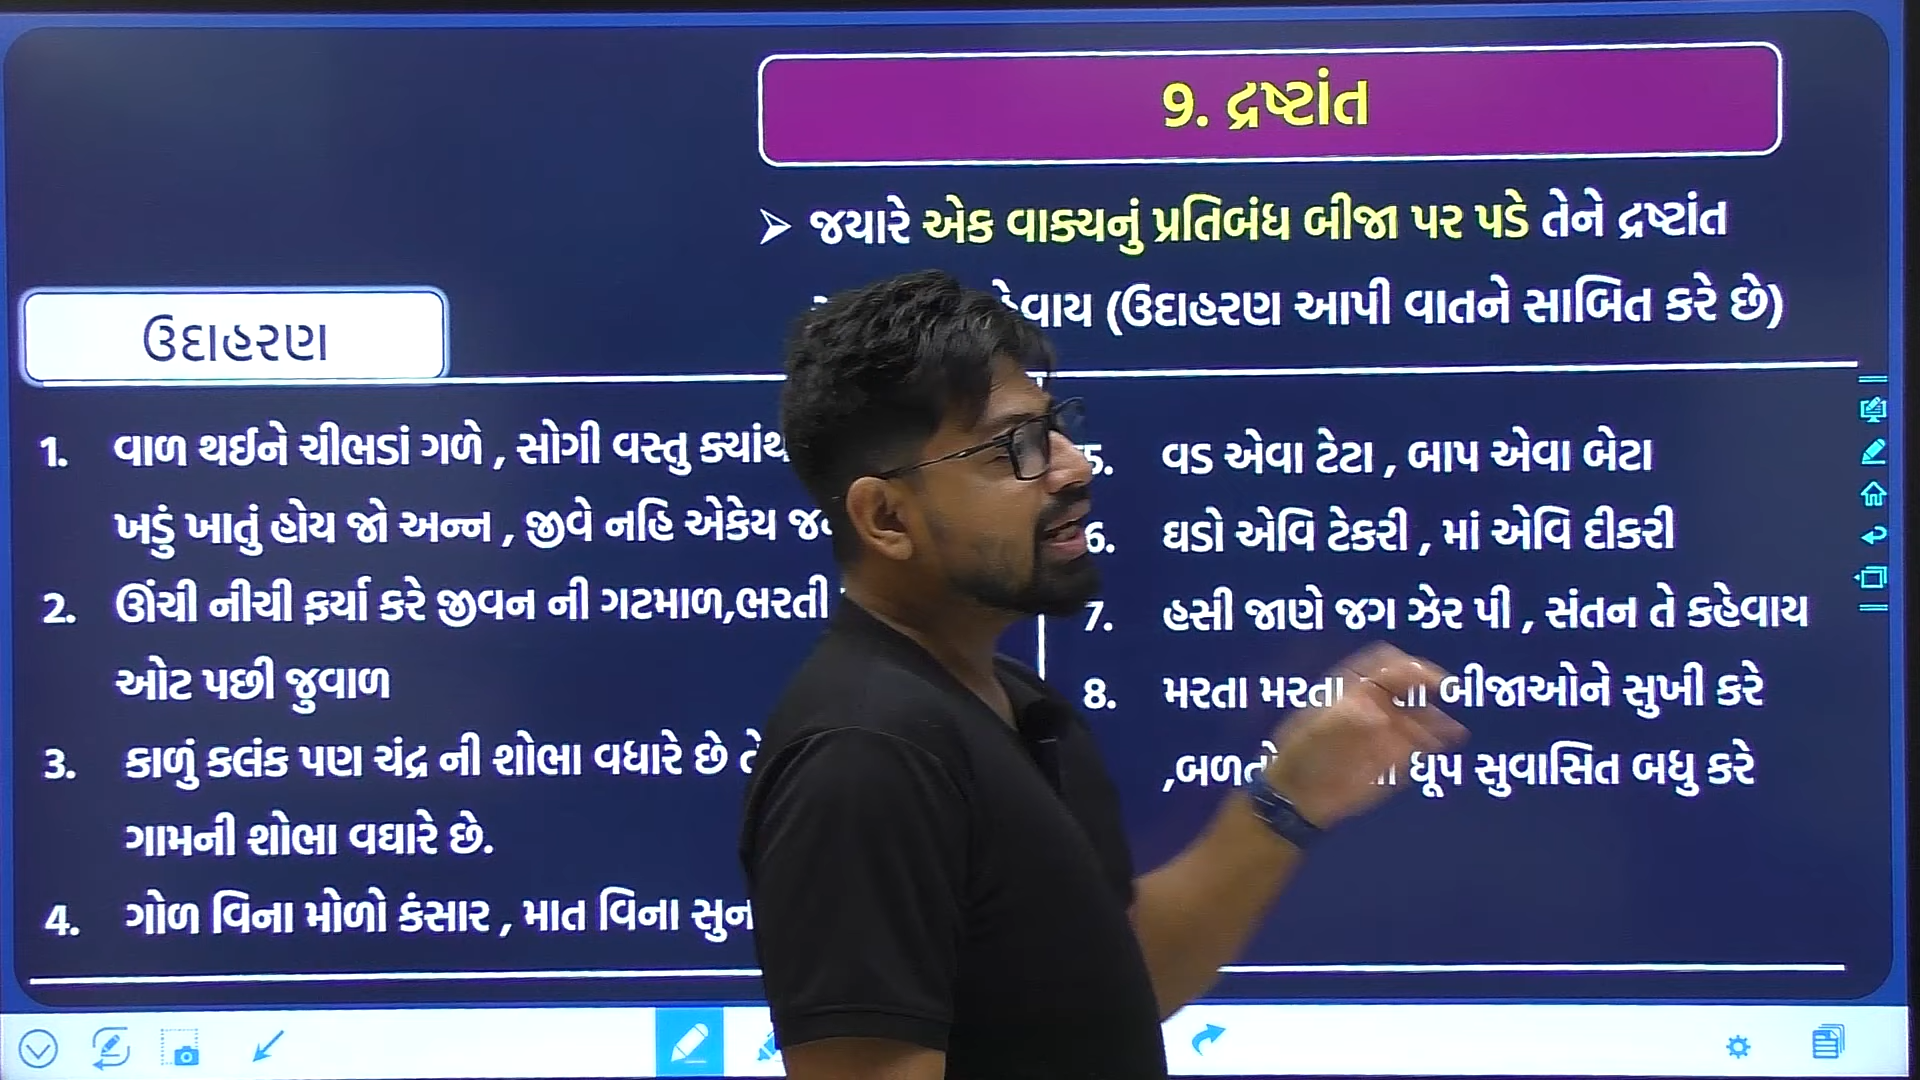 9. દ્રષ્ટાંત
➢ જયારે એક વાક્યનું પ્રતિબંધ બીજા પર પડે તેને દ્રષ્ટાંત
(ઉદાહરણ આપી વાતને સાબિત કરે છે)
ઉદાહરણ
1. વાળ થઈને ચીભડાં ગળે , સોગી વસ્તુ
ખડું ખાતું હોય જો અન્ન , જીવે નહિ એકેય
2. ઊંચી નીચી ફર્યા કરે જીવન ની ગટમાળ,ભરતી
ઓટ પછી જુવાળ
3. કાળું કલંક પણ ચંદ્ર ની શોભા વધારે છે
ગામની શોભા વઘારે છે.
4. ગોળ વિના મોળો કંસાર , માત વિના
5. વડ એવા ટેટા , બાપ એવા બેટા
6. ઘડો એવિ ટેકરી , માં એવિ દીકરી
7. હસી જાણે જગ ઝેર પી , સંતન તે કહેવાય
8. મરતા મરતા બીજાઓને સુખી કરે
ધૂપ સુવાસિત બધુ કરે